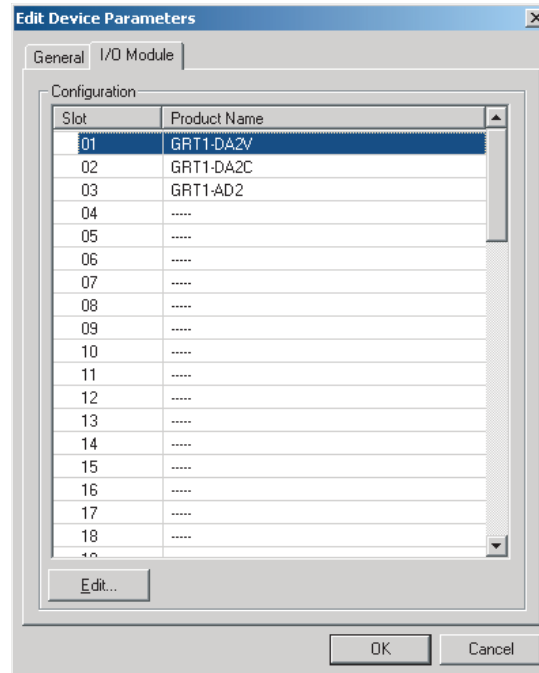 Edit Device Parameters
General I/O Module
Configuration
Slot Product Name
01 GRT1-DA2V
02 GRT1-DA2C
03 GRT1-AD2
04 -----
05 -----
06 -----
07 -----
08 -----
09 -----
10 -----
11 -----
12 -----
13 -----
14 -----
15 -----
16 -----
17 -----
18 -----
Edit...
OK Cancel